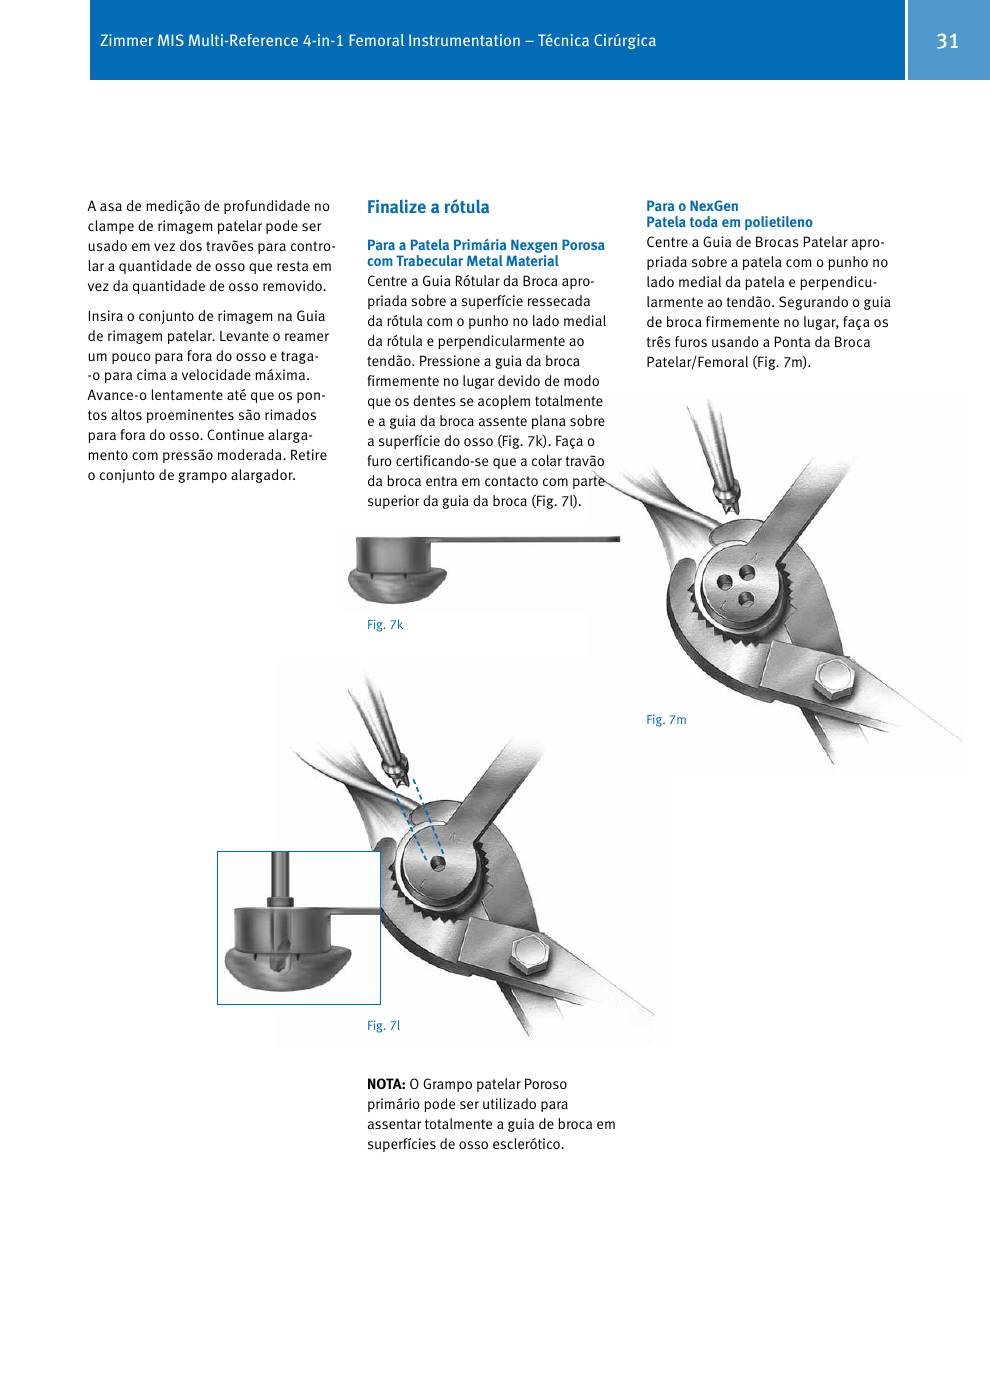 Zimmer MIS Multi-Reference 4-in-1 Femoral Instrumentation – Técnica Cirúrgica
31
A asa de medição de profundidade no
clampe de rimagem patelar pode ser
usado em vez dos travões para contro-
lar a quantidade de osso que resta em
vez da quantidade de osso removido.
Insira o conjunto de rimagem na Guia
de rimagem patelar. Levante o reamer
um pouco para fora do osso e traga-
-o para cima a velocidade máxima.
Avance-o lentamente até que os pon-
tos altos proeminentes são rimados
para fora do osso. Continue alarga-
mento com pressão moderada. Retire
o conjunto de grampo alargador.
Finalize a rótula
Para a Patela Primária Nexgen Porosa
com Trabecular Metal Material
Centre a Guia Rótular da Broca apro-
priada sobre a superfície ressecada
da rótula com o punho no lado medial
da rótula e perpendicularmente ao
tendão. Pressione a guia da broca
firmemente no lugar devido de modo
que os dentes se acoplem totalmente
e a guia da broca assente plana sobre
a superfície do osso (Fig. 7k). Faça o
furo certificando-se que a colar travão
da broca entra em contacto com parte
superior da guia da broca (Fig. 7l).
Fig. 7k
Fig. 7l
NOTA: O Grampo patelar Poroso
primário pode ser utilizado para
assentar totalmente a guia de broca em
superfícies de osso esclerótico.
Para o NexGen
Patela toda em polietileno
Centre a Guia de Brocas Patelar apro-
priada sobre a patela com o punho no
lado medial da patela e perpendicu-
larmente ao tendão. Segurando o guia
de broca firmemente no lugar, faça os
três furos usando a Ponta da Broca
Patelar/Femoral (Fig. 7m).
Fig. 7m